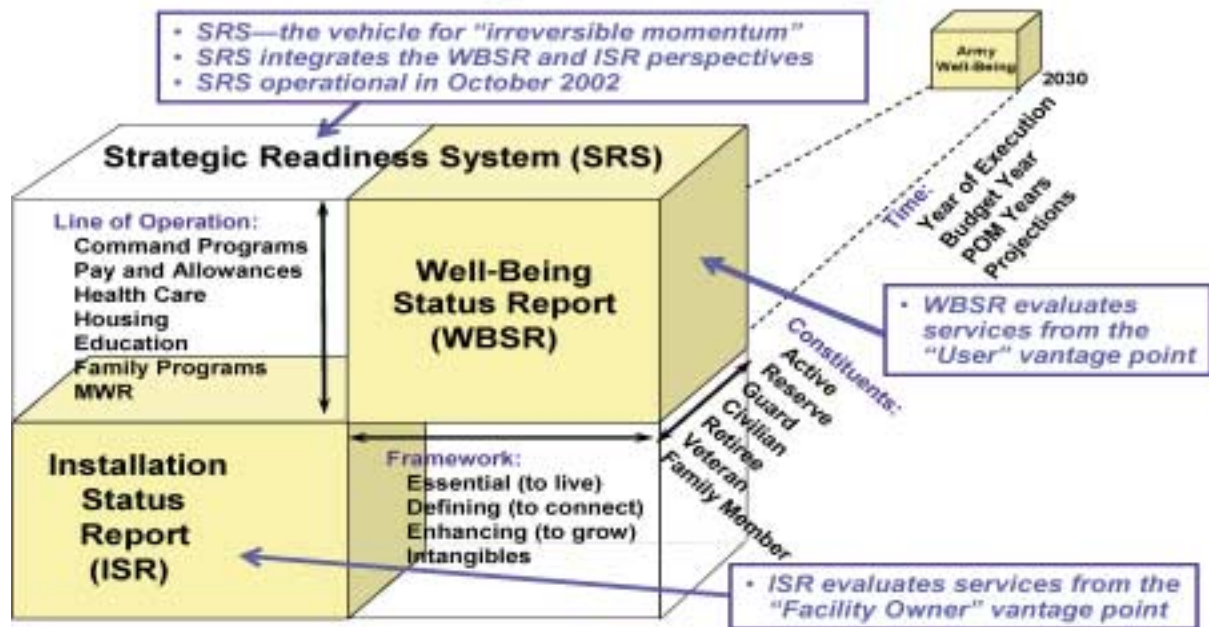 • SRS—the vehicle for “irreversible momentum”
• SRS integrates the WBSR and ISR perspectives
• SRS operational in October 2002
Army
Well-Being
2030
Strategic Readiness System (SRS)
Line of Operation:
Command Programs
Pay and Allowances
Health Care
Housing
Education
Family Programs
MWR
Well-Being
Status Report
(WBSR)
Time:
Year of Execution
Budget Year
POM Years
Projections
• WBSR evaluates
services from the
“User” vantage point
Constituents:
Active
Reserve
Guard
Civilian
Retiree
Veteran
Family Member
Installation
Status
Report
(ISR)
Framework:
Essential (to live)
Defining (to connect)
Enhancing (to grow)
Intangibles
• ISR evaluates services from the
“Facility Owner” vantage point